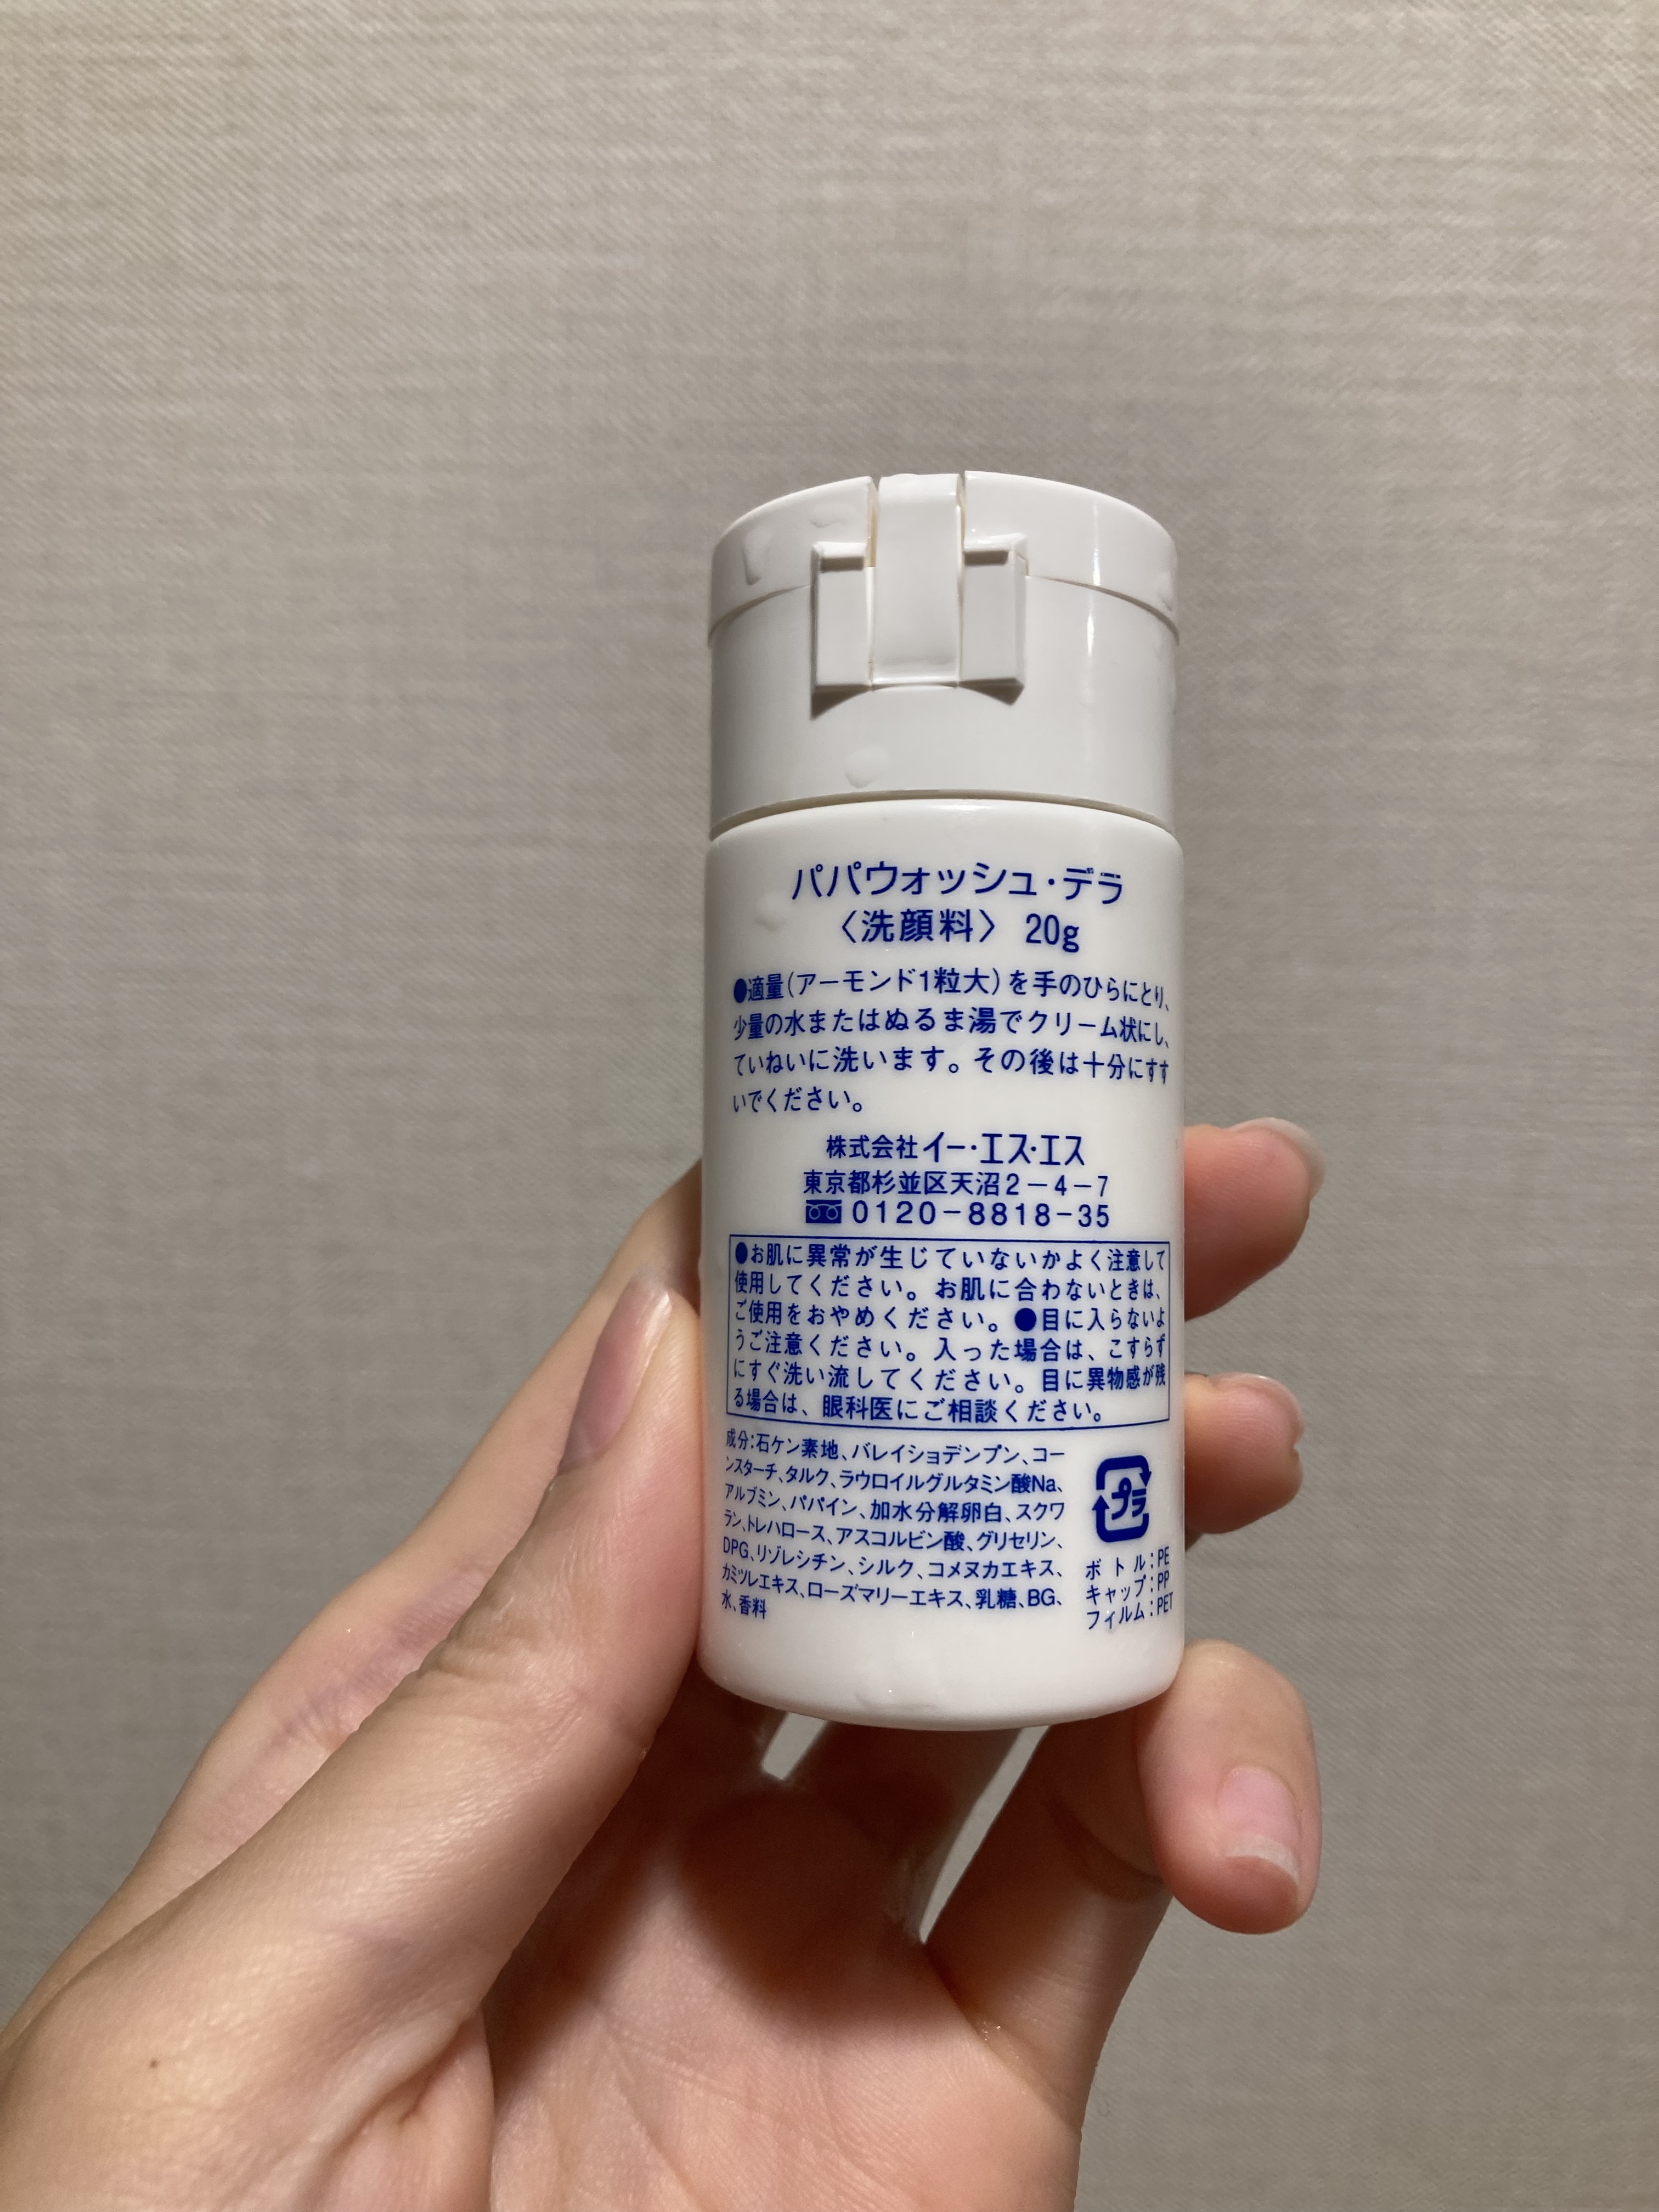 パパウォッシュ・デラ
〈洗顔料〉 20g
●適量(アーモンド1粒大)を手のひらにとり、
少量の水またはぬるま湯でクリーム状にし、
ていねいに洗います。その後は十分にすす
いでください。
株式会社イー・エス・エス
東京都杉並区天沼2-4-7
0120-8818-35
●お肌に異常が生じていないかよく注意して
使用してください。お肌に合わないときは、
ご使用をおやめください。●目に入らないよ
うご注意ください。入った場合は、こすらず
にすぐ洗い流してください。目に異物感が残
る場合は、眼科医にご相談ください。
成分:石ケン素地、バレイショデンプン、コー
ンスターチ、タルク、ラウロイルグルタミン酸Na、
アルブミン、パパイン、加水分解卵白、スクワ
ラン、トレハロース、アスコルビン酸、グリセリン、
DPG、リゾレシチン、シルク、コメヌカエキス、
カミツレエキス、ローズマリーエキス、乳糖、BG、
水、香料
プラ
ボトル:PE
キャップ:PP
フィルム:PET